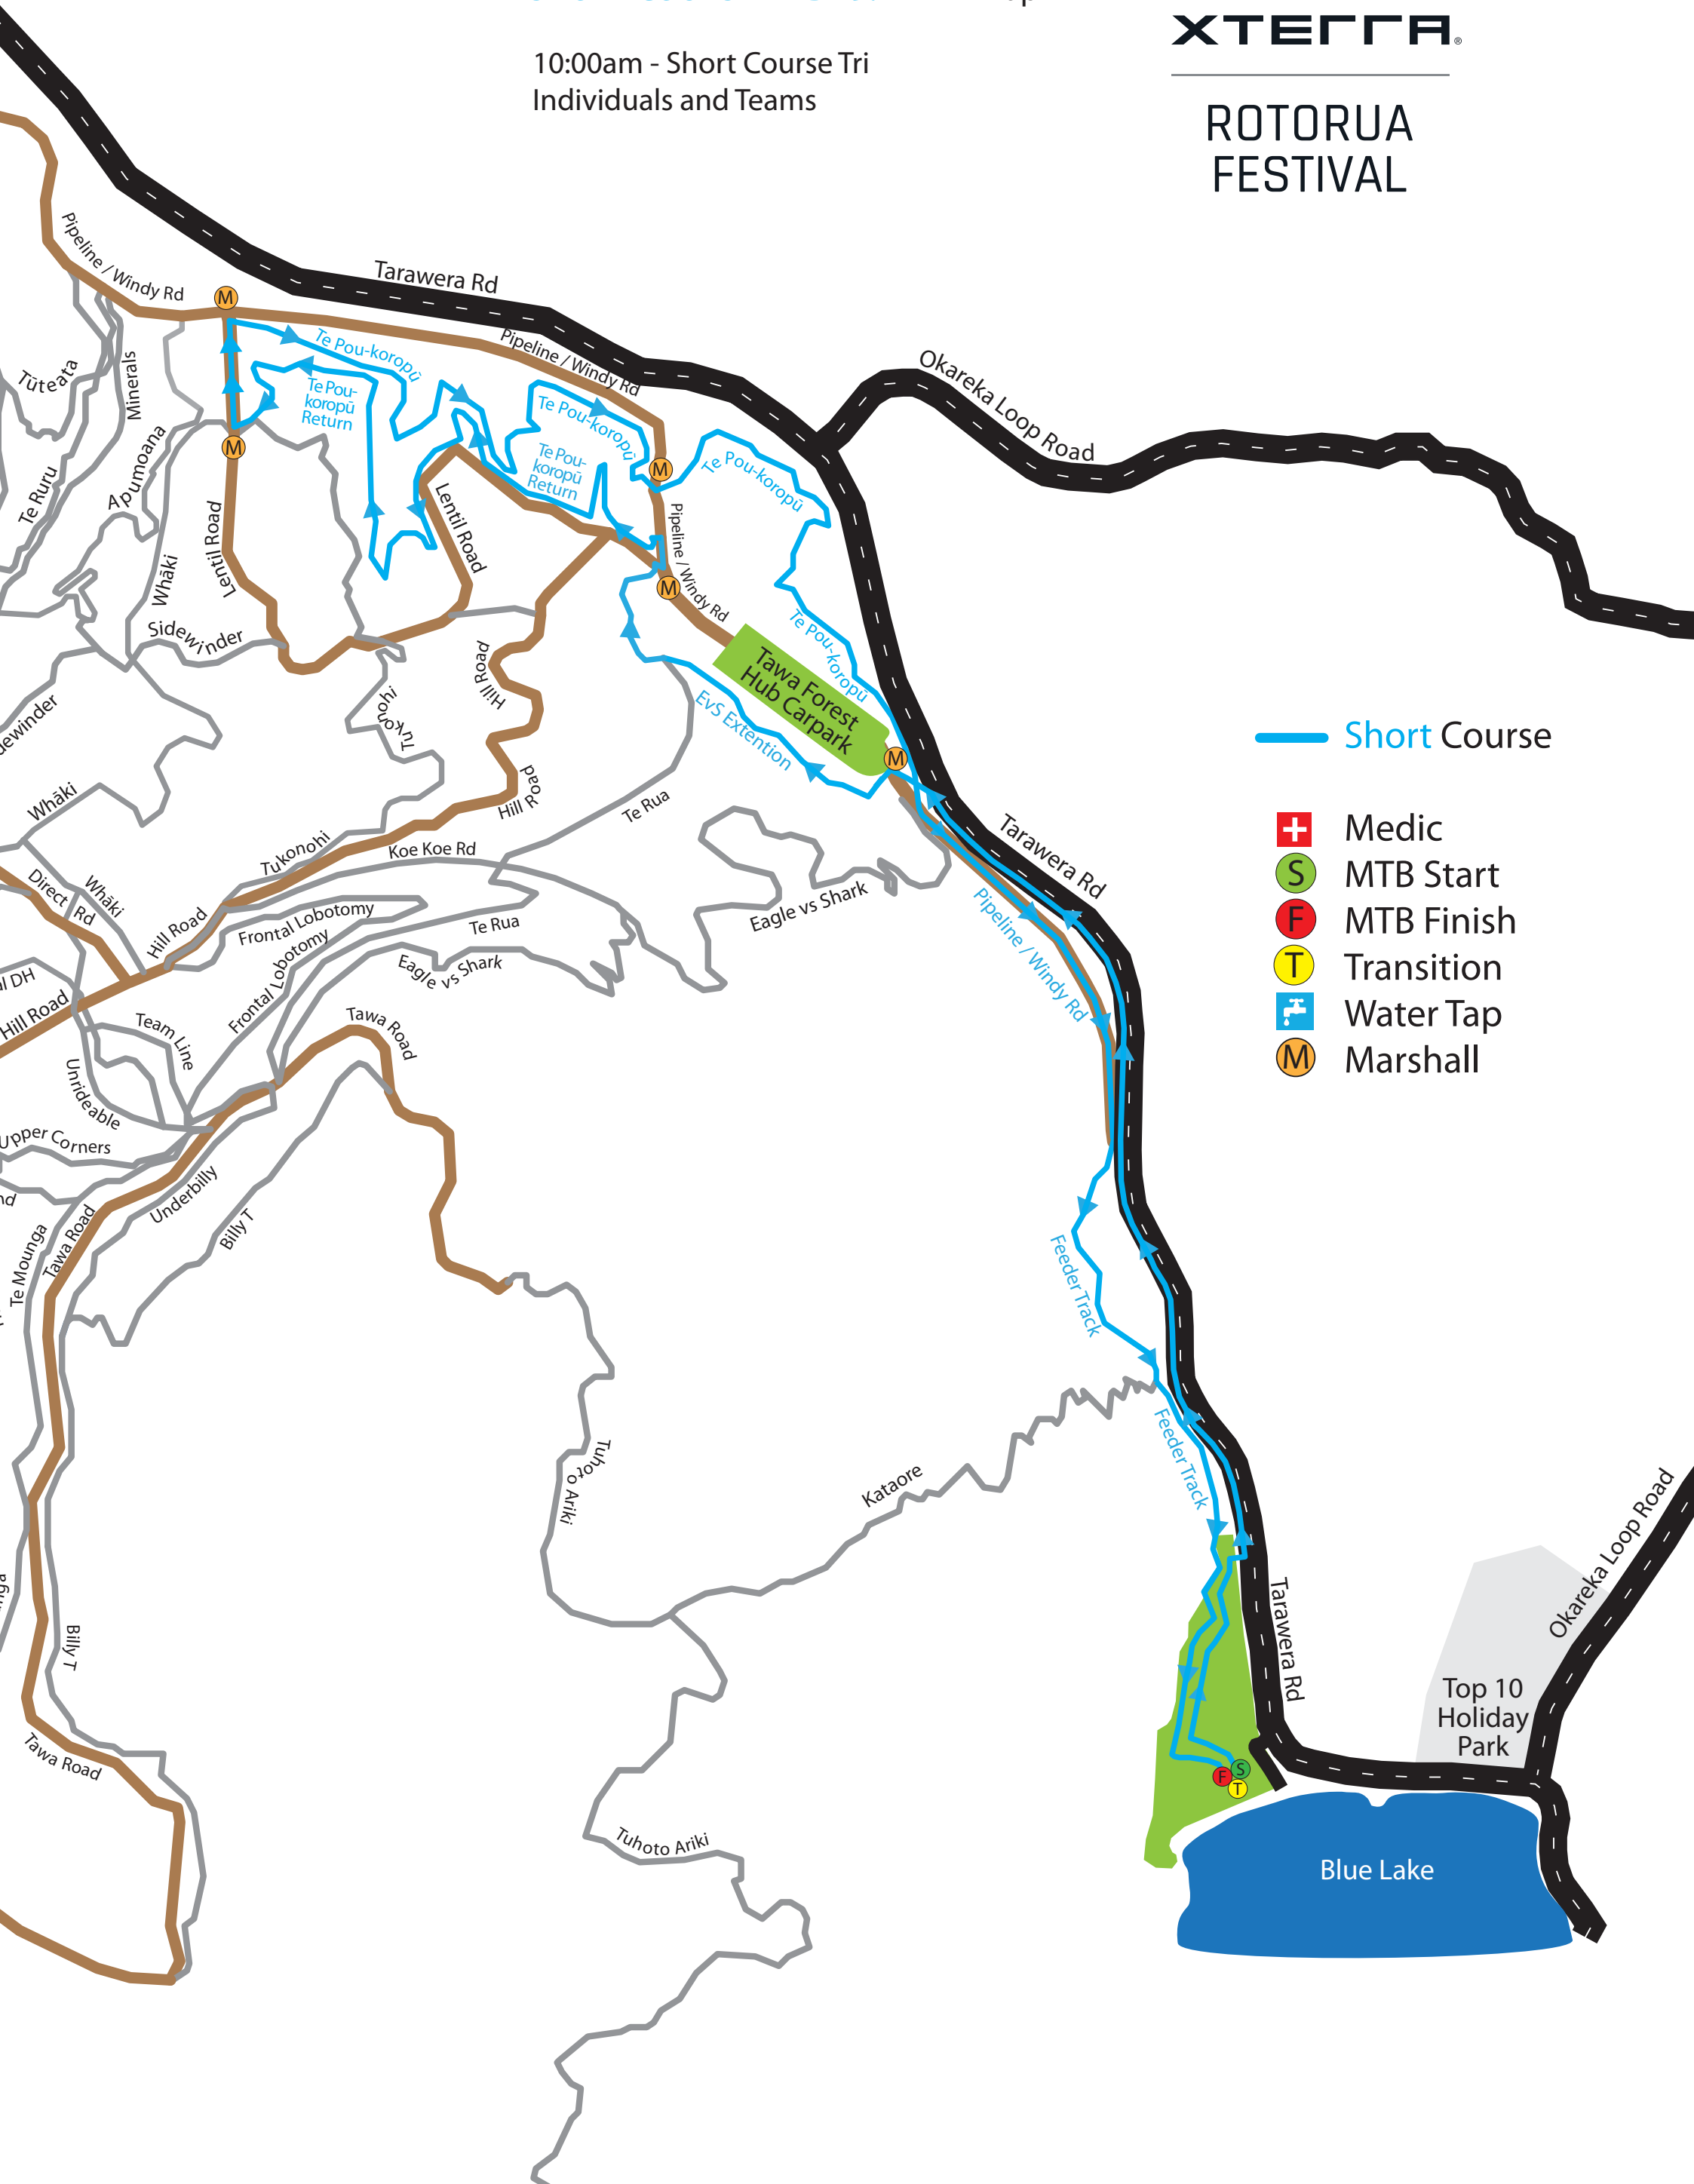 10:00am - Short Course Tri
Individuals and Teams
XTERRA®
ROTORUA
FESTIVAL
Tarawera Rd
Pipeline / Windy Rd
M
Te Pou-koropū
Pipeline / Windy Rd
Okareka Loop Road
Tūteata
Minerals
Te Pou-
koropū
Return
Te Pou-koropū
M
Te Pou-
koropū
Return
M
Te Pou-koropū
Te Ruru
Apumoana
Lentil Road
Lentil Road
Pipeline / Windy Rd
Whāki
M
Sidewinder
Hill Road
Te Pou-koropū
Tawa Forest
Hub Carpark
EvS Extention
M
Tukonohi
ewinder
Whāki
Hill Road
Te Rua
Tukonohi
Koe Koe Rd
Tarawera Rd
Direct Rd
Whāki
Hill Road
Frontal Lobotomy
Te Rua
Eagle vs Shark
Pipeline / Windy Rd
Frontal Lobotomy
Eagle vs Shark
DH
Hill Road
Team Line
Tawa Road
Unrideable
Upper Corners
Underbilly
Billy T
Te Mounga
Tawa Road
Feeder Track
Feeder Track
Tuhoto Ariki
Kataore
Billy T
Tawa Road
Tuhoto Ariki
Short Course
Medic
S MTB Start
F MTB Finish
T Transition
Water Tap
M Marshall
Okareka Loop Road
Tarawera Rd
Top 10
Holiday
Park
S
F
T
Blue Lake